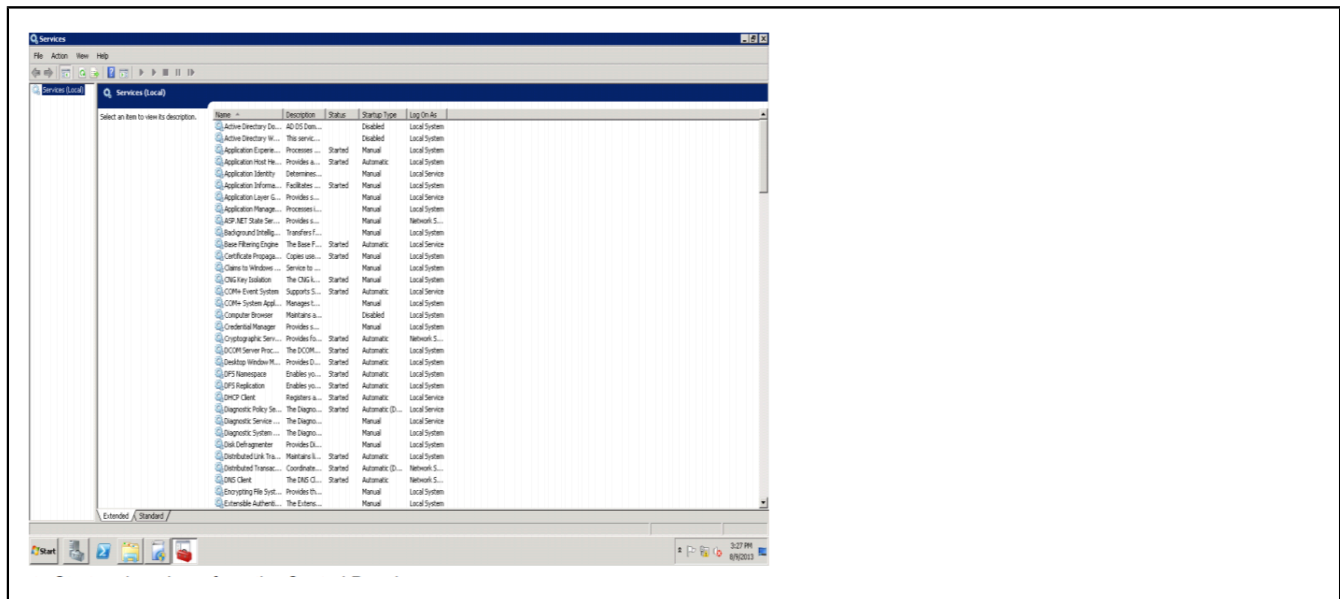 Services
File Action View Help
Services (Local)
Services (Local)
Select an item to view its description.
Name Description Status Startup Type Log On As
Active Directory Do... AD DS Dom... Disabled Local System
Active Directory W... This servic... Disabled Local System
Application Experie... Processes ... Started Manual Local System
Application Host He... Provides a... Started Automatic Local System
Application Identity Determines... Manual Local Service
Application Informa... Facilitates ... Started Manual Local System
Application Layer G... Provides s... Manual Local Service
Application Manage... Processes i... Manual Local System
ASP.NET State Ser... Provides s... Manual Network S...
Background Intellig... Transfers f... Manual Local System
Base Filtering Engine The Base F... Started Automatic Local Service
Certificate Propaga... Copies use... Started Manual Local System
Claims to Windows ... Service to ... Manual Local System
CNG Key Isolation The CNG k... Started Manual Local System
COM+ Event System Supports S... Started Automatic Local Service
COM+ System Appl... Manages t... Manual Local System
Computer Browser Maintains a... Disabled Local System
Credential Manager Provides s... Manual Local System
Cryptographic Serv... Provides fo... Started Automatic Network S...
DCOM Server Proc... The DCOM... Started Automatic Local System
Desktop Window M... Provides D... Started Automatic Local System
DFS Namespace Enables yo... Started Automatic Local System
DFS Replication Enables yo... Started Automatic Local System
DHCP Client Registers a... Started Automatic Local Service
Diagnostic Policy Se... The Diagno... Started Automatic (D... Local Service
Diagnostic Service ... The Diagno... Manual Local Service
Diagnostic System ... The Diagno... Manual Local System
Disk Defragmenter Provides Di... Manual Local System
Distributed Link Tra... Maintains li... Started Automatic Local System
Distributed Transac... Coordinate... Started Automatic (D... Network S...
DNS Client The DNS Cl... Started Automatic Network S...
Encrypting File Syst... Provides th... Manual Local System
Extensible Authenti... The Extens... Manual Local System
Extended Standard
Start
3:27 PM
8/9/2013